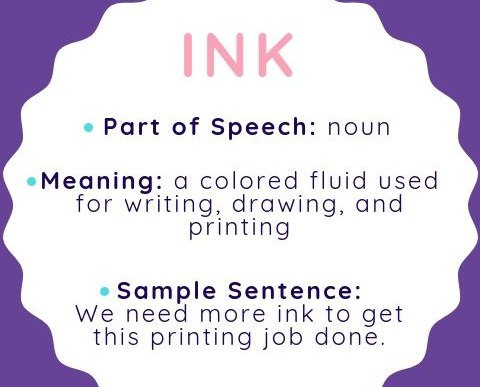 INK
• Part of Speech: noun
• Meaning: a colored fluid used
for writing, drawing, and
printing
• Sample Sentence:
We need more ink to get
this printing job done.